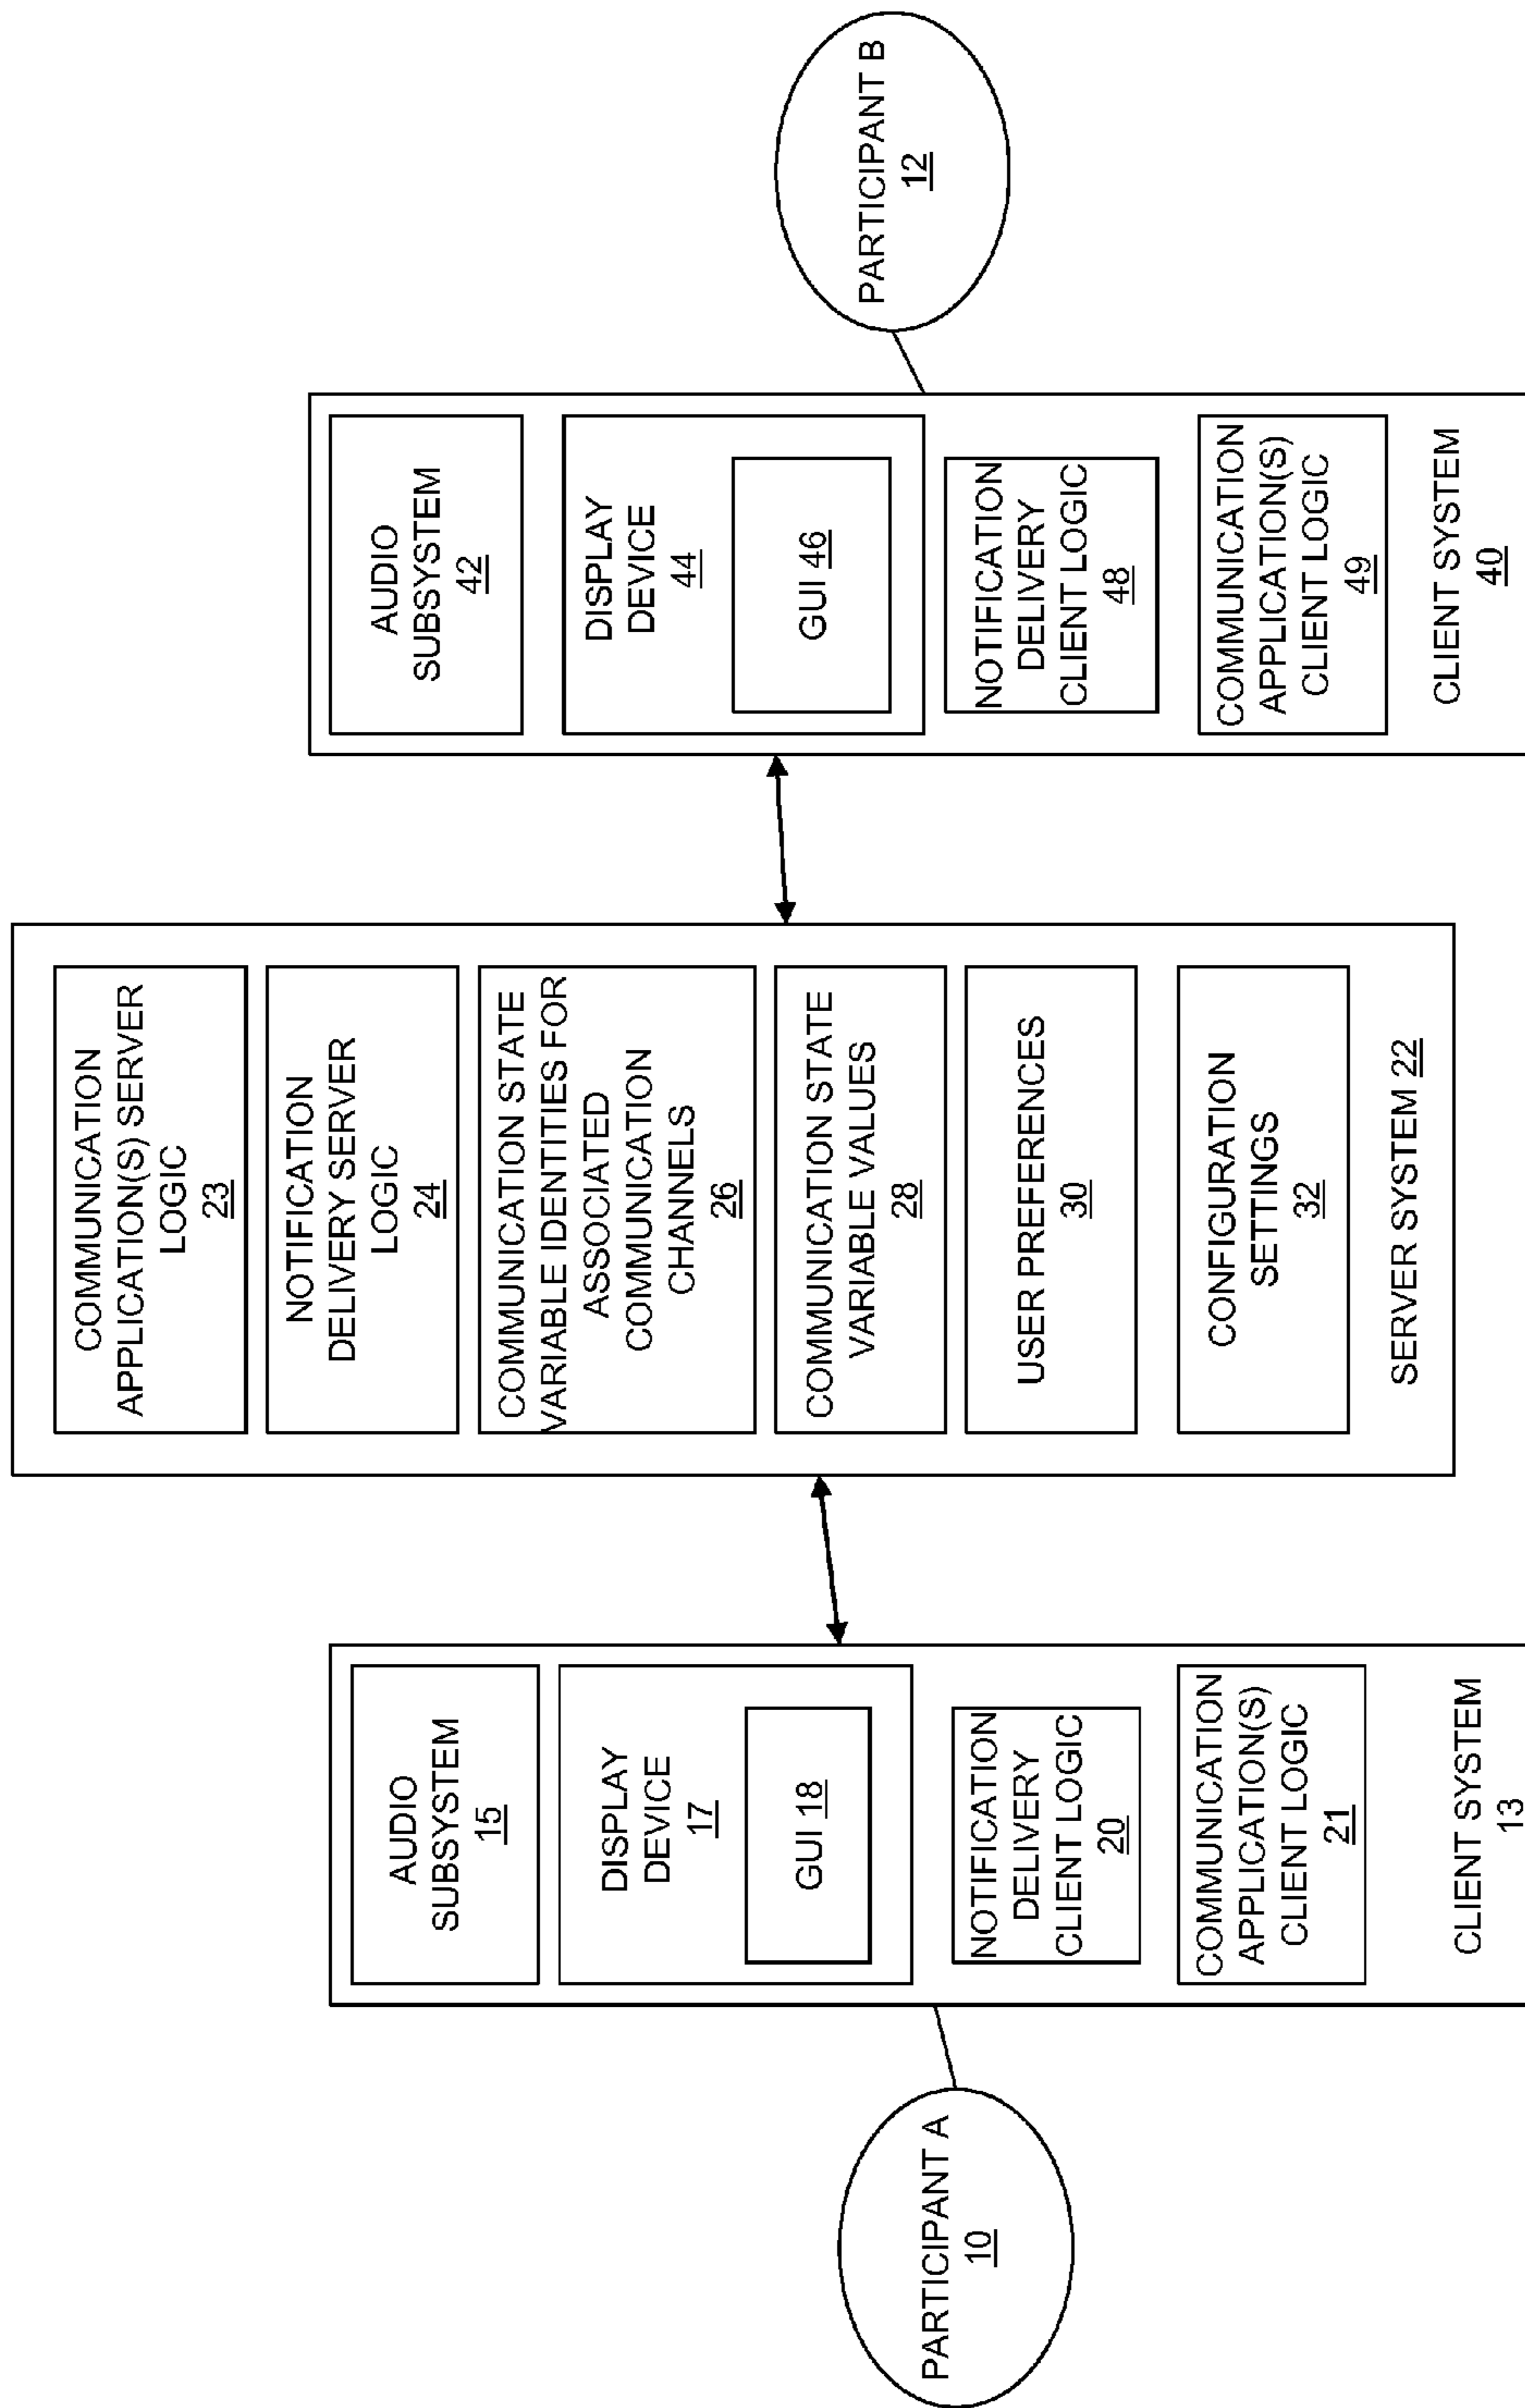 PARTICIPANT A
10
AUDIO
SUBSYSTEM
15
DISPLAY
DEVICE
17
GUI 18
NOTIFICATION
DELIVERY
CLIENT LOGIC
20
COMMUNICATION
APPLICATION(S)
CLIENT LOGIC
21
CLIENT SYSTEM
13
COMMUNICATION
APPLICATION(S) SERVER
LOGIC
23
NOTIFICATION
DELIVERY SERVER
LOGIC
24
COMMUNICATION STATE
VARIABLE IDENTITIES FOR
ASSOCIATED
COMMUNICATION
CHANNELS
26
COMMUNICATION STATE
VARIABLE VALUES
28
USER PREFERENCES
30
CONFIGURATION
SETTINGS
32
SERVER SYSTEM 22
AUDIO
SUBSYSTEM
42
DISPLAY
DEVICE
44
GUI 46
NOTIFICATION
DELIVERY
CLIENT LOGIC
48
COMMUNICATION
APPLICATION(S)
CLIENT LOGIC
49
CLIENT SYSTEM
40
PARTICIPANT B
12